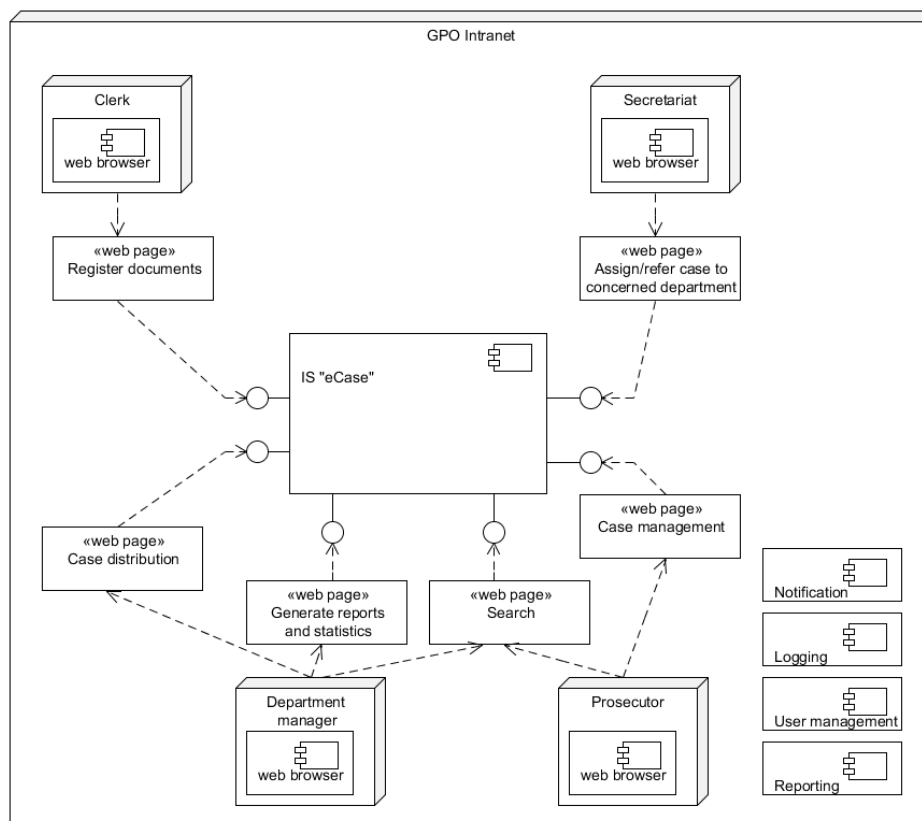 GPO Intranet
Clerk
web browser
Secretariat
web browser
«web page»
Register documents
«web page»
Assign/refer case to
concerned department
IS "eCase"
«web page»
Case distribution
«web page»
Case management
«web page»
Generate reports
and statistics
«web page»
Search
Department
manager
web browser
Prosecutor
web browser
Notification
Logging
User management
Reporting